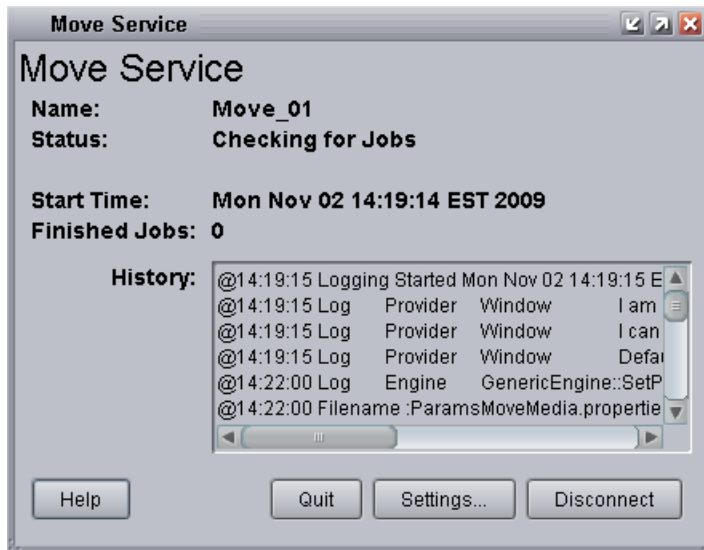 Move Service
Move Service
Name: Move_01
Status: Checking for Jobs
Start Time: Mon Nov 02 14:19:14 EST 2009
Finished Jobs: 0
History:
@14:19:15 Logging Started Mon Nov 02 14:19:15 E
@14:19:15 Log Provider Window I am
@14:19:15 Log Provider Window I can
@14:19:15 Log Provider Window Defau
@14:22:00 Log Engine GenericEngine::SetP
@14:22:00 Filename :ParamsMoveMedia.propertie
Help Quit Settings... Disconnect